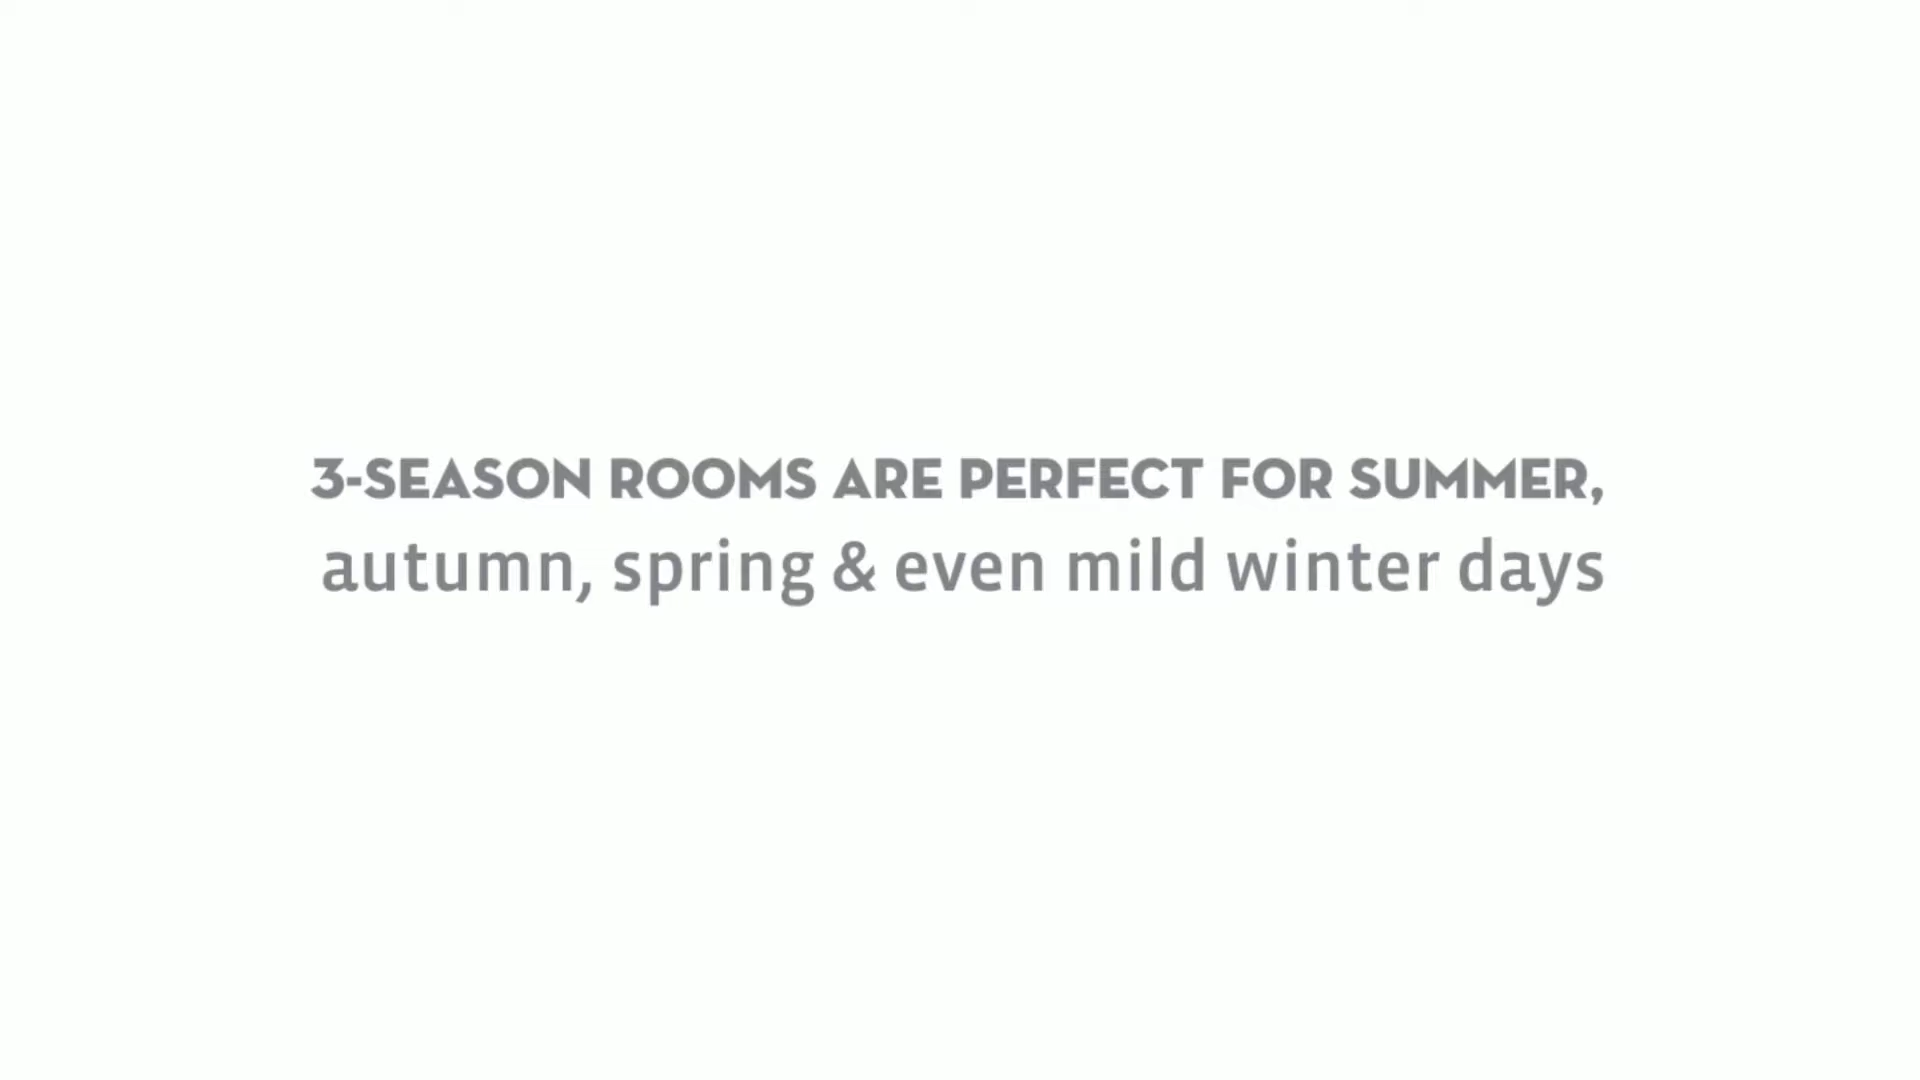 3-SEASON ROOMS ARE PERFECT FOR SUMMER,
autumn, spring & even mild winter days